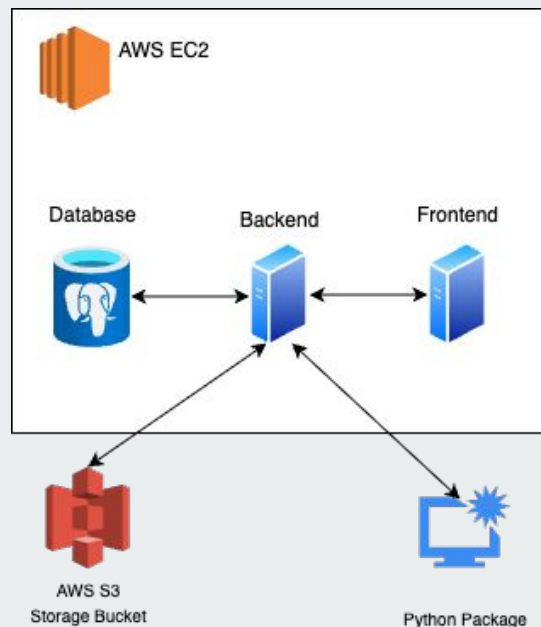 AWS EC2
Database
Backend
Frontend
AWS S3
Storage Bucket
Python Package